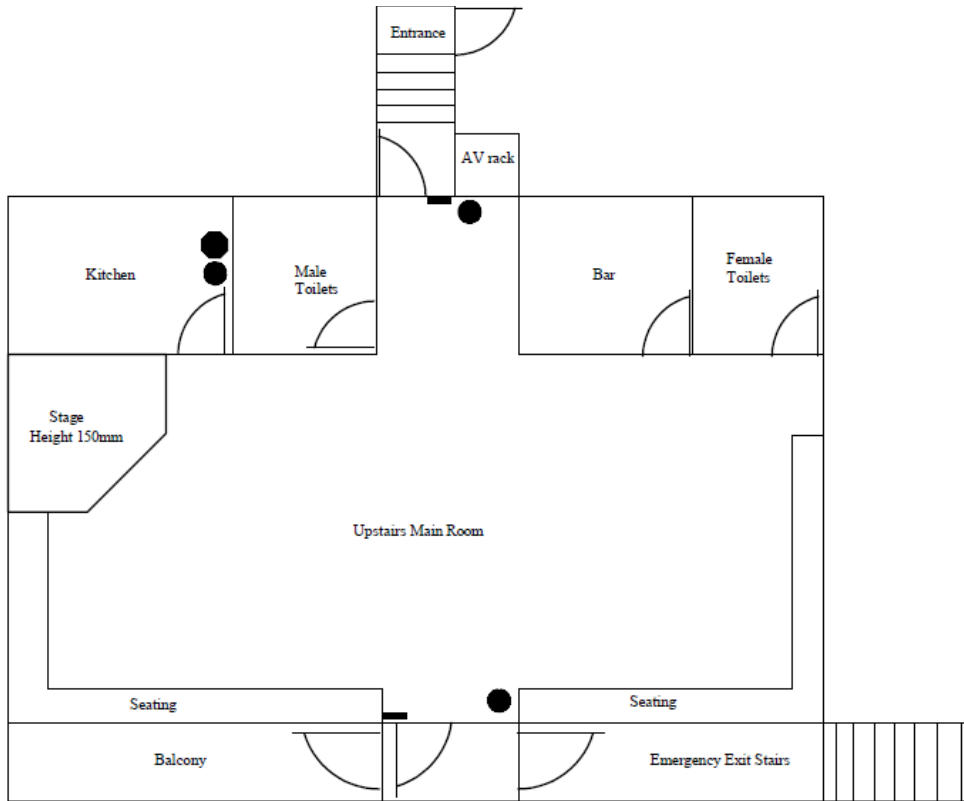 Entrance
AV rack
Kitchen
Male
Toilets
Bar
Female
Toilets
Stage
Height 150mm
Upstairs Main Room
Seating
Seating
Balcony
Emergency Exit Stairs